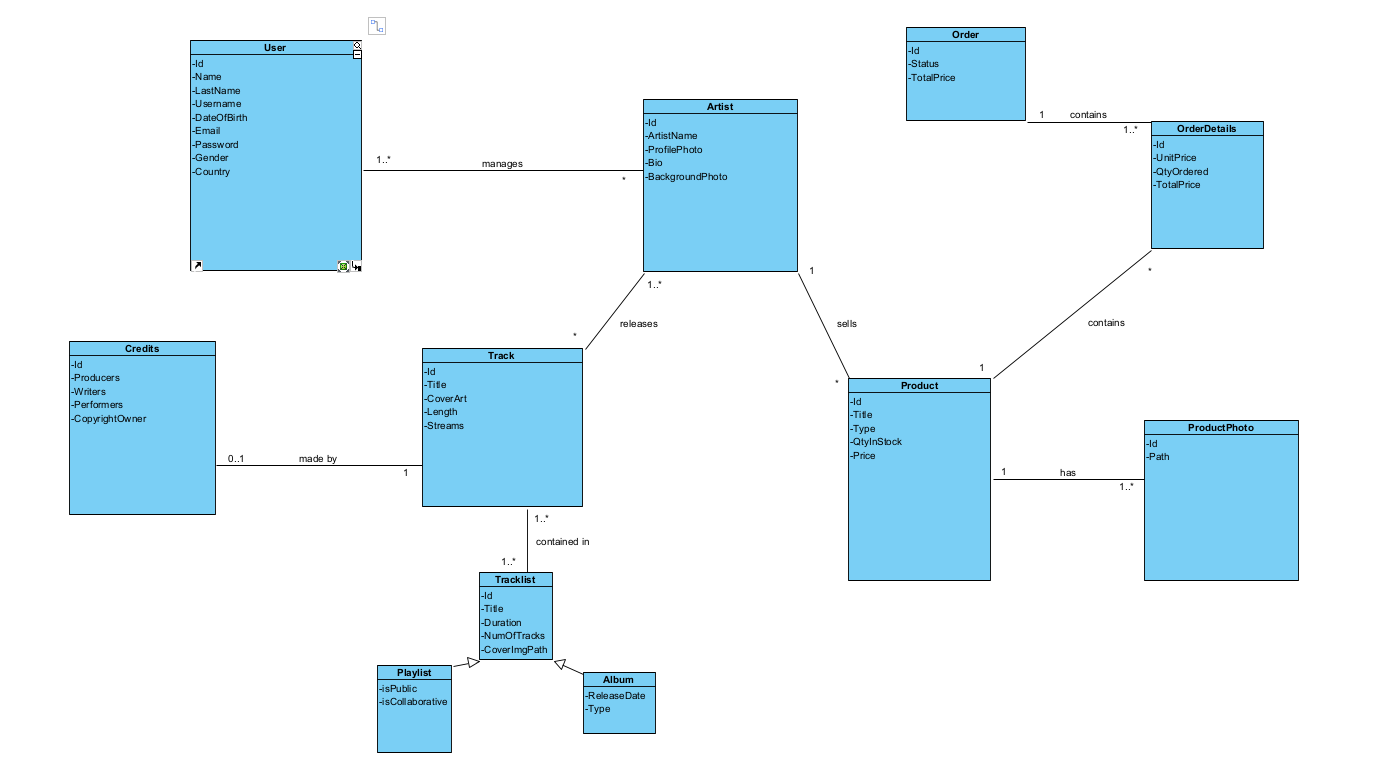 User
-Id
-Name
-LastName
-Username
-DateOfBirth
-Email
-Password
-Gender
-Country
1..*
manages
*
Artist
-Id
-ArtistName
-ProfilePhoto
-Bio
-BackgroundPhoto
Order
-Id
-Status
-TotalPrice
1
contains
1..*
OrderDetails
-Id
-UnitPrice
-QtyOrdered
-TotalPrice
*
contains
1
1
sells
*
1..*
releases
*
Credits
-Id
-Producers
-Writers
-Performers
-CopyrightOwner
0..1
made by
1
Track
-Id
-Title
-CoverArt
-Length
-Streams
Product
-Id
-Title
-Type
-QtyInStock
-Price
1
has
1..*
ProductPhoto
-Id
-Path
1..*
contained in
1..*
Tracklist
-Id
-Title
-Duration
-NumOfTracks
-CoverImgPath
Playlist
-isPublic
-isCollaborative
Album
-ReleaseDate
-Type